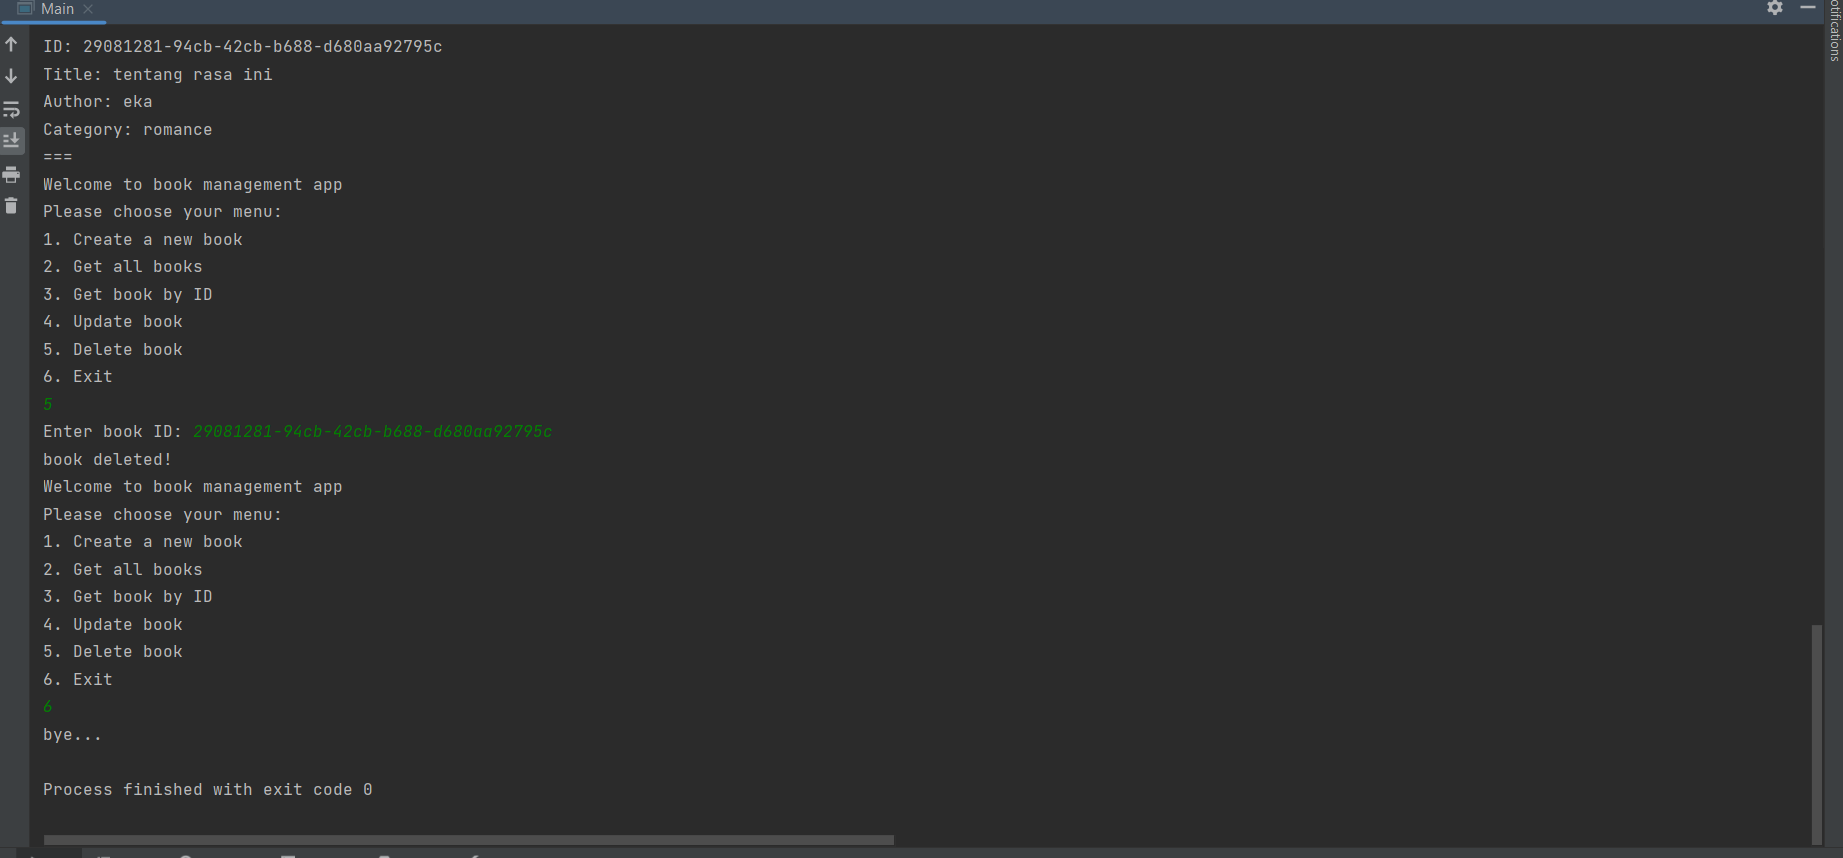 Main
ID: 29081281-94cb-42cb-b688-d680aa92795c
Title: tentang rasa ini
Author: eka
Category: romance
===
Welcome to book management app
Please choose your menu:
1. Create a new book
2. Get all books
3. Get book by ID
4. Update book
5. Delete book
6. Exit
5
Enter book ID: 29081281-94cb-42cb-b688-d680aa92795c
book deleted!
Welcome to book management app
Please choose your menu:
1. Create a new book
2. Get all books
3. Get book by ID
4. Update book
5. Delete book
6. Exit
6
bye...
Process finished with exit code 0
otifications